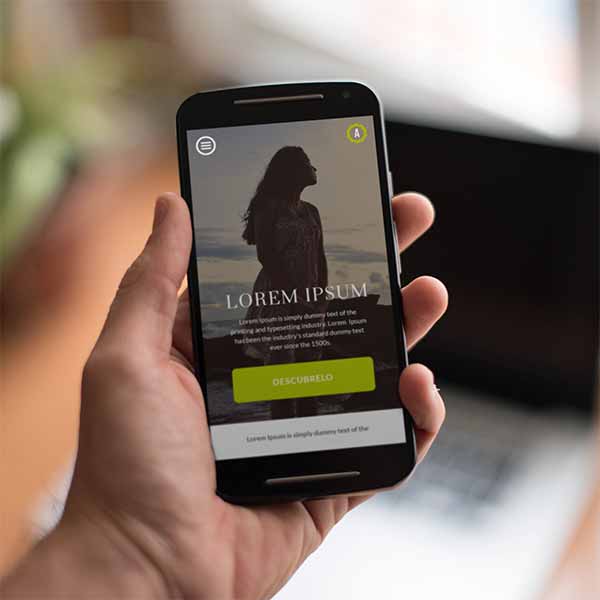 A
LOREM IPSUM
Lorem Ipsum is simply dummy text of the
printing and typesetting industry. Lorem Ipsum
has been the industry's standard dummy text
ever since the 1500s.
DESCUBRELO
Lorem Ipsum is simply dummy text of the